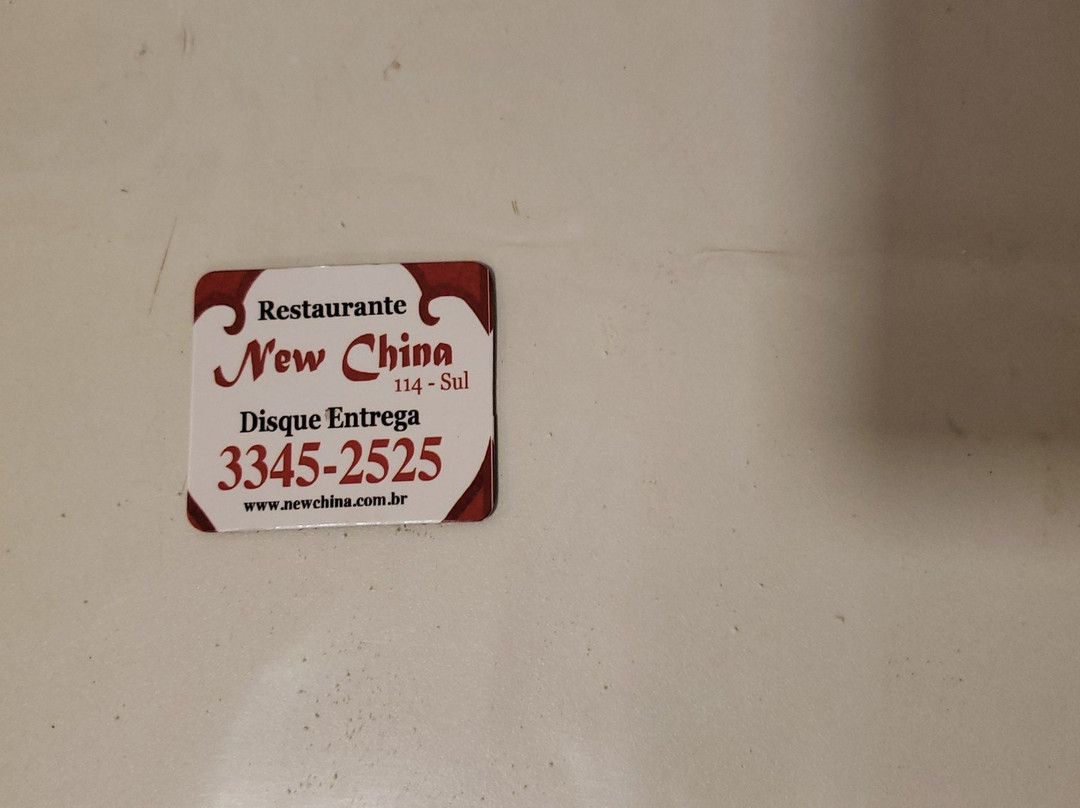 Restaurante
New China
114 - Sul
Disque Entrega
3345-2525
www.newchina.com.br